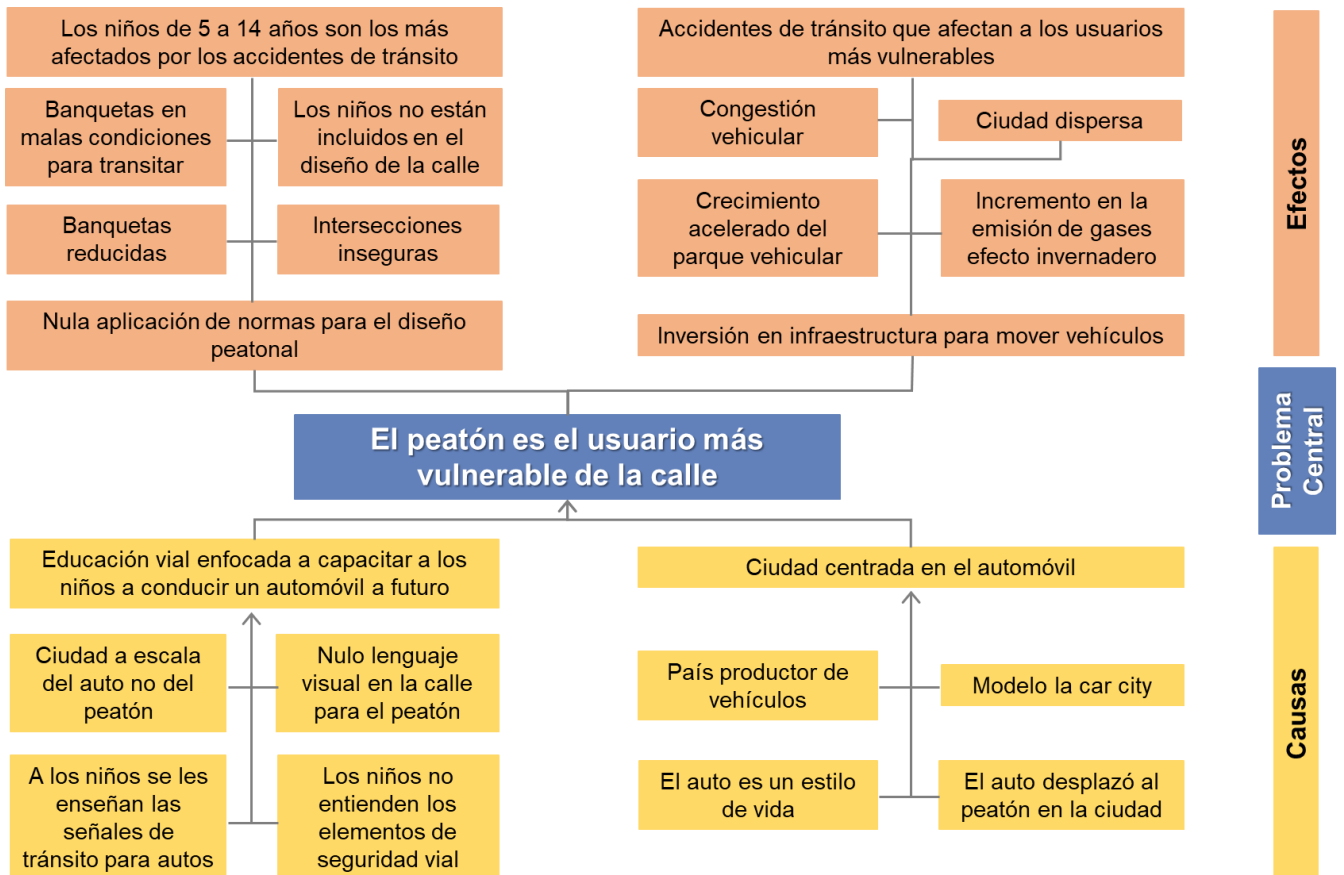 Los niños de 5 a 14 años son los más
afectados por los accidentes de tránsito
Banquetas en
malas condiciones
para transitar
Los niños no están
incluidos en el
diseño de la calle
Banquetas
reducidas
Intersecciones
inseguras
Nula aplicación de normas para el diseño
peatonal
Accidentes de tránsito que afectan a los usuarios
más vulnerables
Congestión
vehicular
Ciudad dispersa
Crecimiento
acelerado del
parque vehicular
Incremento en la
emisión de gases
efecto invernadero
Inversión en infraestructura para mover vehículos
Efectos
El peatón es el usuario más
vulnerable de la calle
Problema
Central
Educación vial enfocada a capacitar a los
niños a conducir un automóvil a futuro
Ciudad a escala
del auto no del
peatón
Nulo lenguaje
visual en la calle
para el peatón
A los niños se les
enseñan las
señales de
tránsito para autos
Los niños no
entienden los
elementos de
seguridad vial
Ciudad centrada en el automóvil
País productor de
vehículos
Modelo la car city
El auto es un estilo
de vida
El auto desplazó al
peatón en la ciudad
Causas